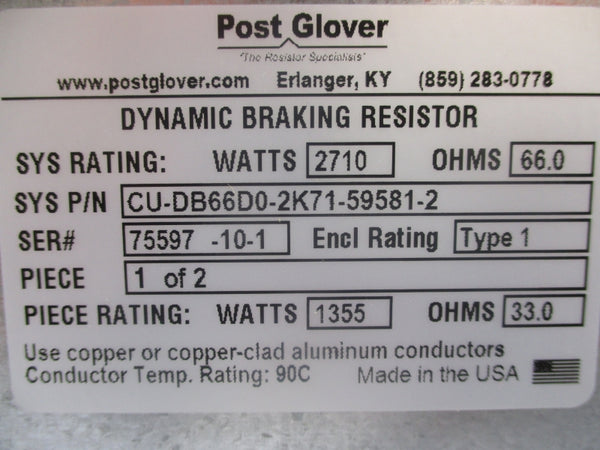 Post Glover
"The Resistor Specialists"
www.postglover.com Erlanger, KY (859) 283-0778
DYNAMIC BRAKING RESISTOR
SYS RATING: WATTS 2710 OHMS 66.0
SYS P/N CU-DB66D0-2K71-59581-2
SER# 75597 -10-1 Encl Rating Type 1
PIECE 1 of 2
PIECE RATING: WATTS 1355 OHMS 33.0
Use copper or copper-clad aluminum conductors
Conductor Temp. Rating: 90C Made in the USA